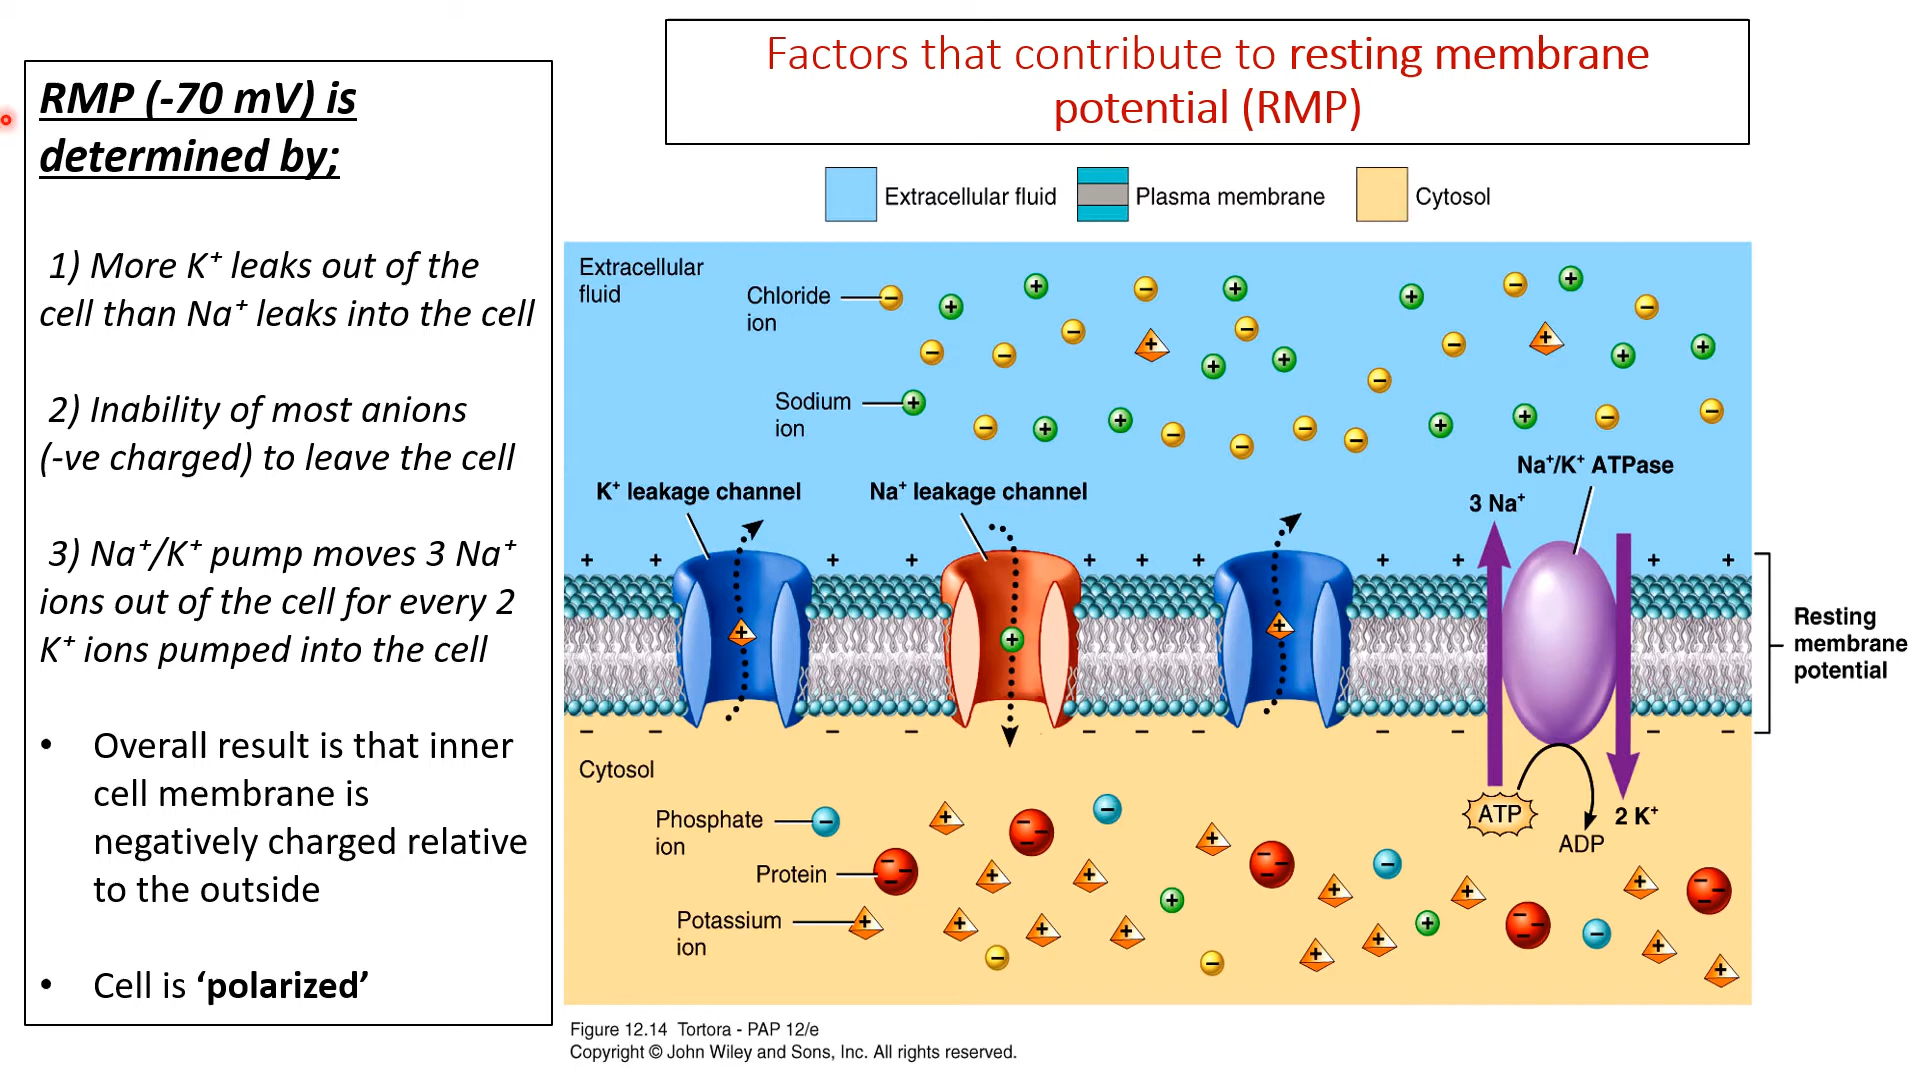 Factors that contribute to resting membrane
potential (RMP)
RMP (-70 mV) is
determined by;
1) More K⁺ leaks out of the
cell than Na⁺ leaks into the cell
2) Inability of most anions
(-ve charged) to leave the cell
3) Na⁺/K⁺ pump moves 3 Na⁺
ions out of the cell for every 2
K⁺ ions pumped into the cell
• Overall result is that inner
cell membrane is
negatively charged relative
to the outside
• Cell is ‘polarized’
Extracellular fluid
Plasma membrane
Cytosol
Extracellular
fluid
Chloride
ion
Sodium
ion
K⁺ leakage channel
Na⁺ leakage channel
Na⁺/K⁺ ATPase
3 Na⁺
Resting
membrane
potential
Cytosol
Phosphate
ion
Protein
Potassium
ion
ATP
ADP
2 K⁺
Figure 12.14 Tortora - PAP 12/e
Copyright © John Wiley and Sons, Inc. All rights reserved.